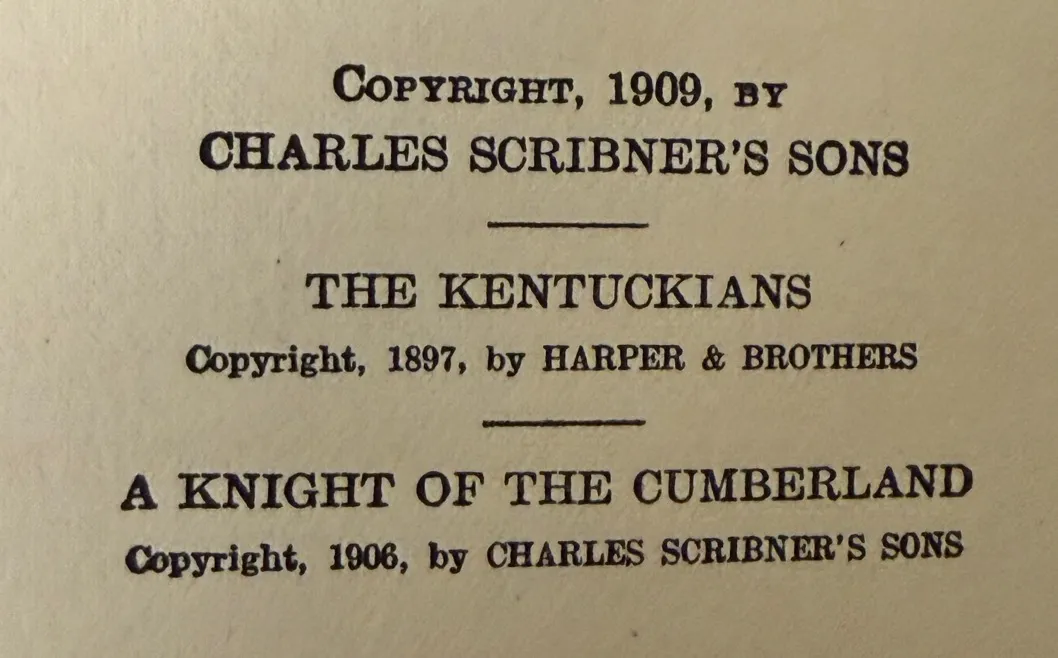 Copyright, 1909, by
CHARLES SCRIBNER'S SONS
THE KENTUCKIANS
Copyright, 1897, by HARPER & BROTHERS
A KNIGHT OF THE CUMBERLAND
Copyright, 1906, by CHARLES SCRIBNER'S SONS